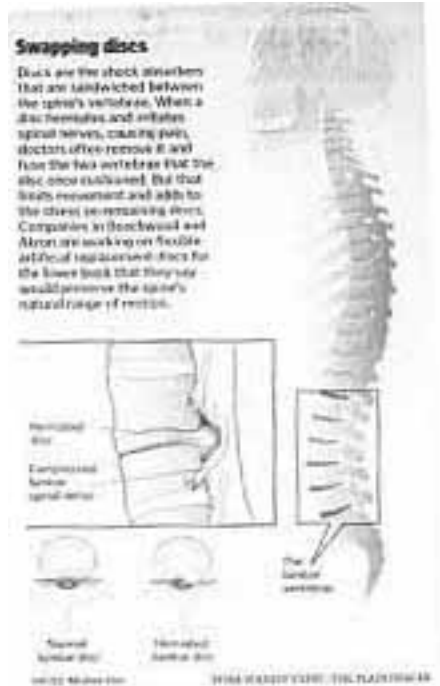 Swapping discs
Discs are the shock absorbers
that are sandwiched between
the spine's vertebrae. When a
disc herniates and irritates
spinal nerves, causing pain,
doctors often remove it and
fuse the two vertebrae that the
disc once cushioned. But that
limits movement and adds to
the stress on remaining discs.
Companies in Beachwood and
Akron are working on flexible
artificial replacement discs for
the lower back that they say
would preserve the spine's
natural range of motion.
Herniated
disc
Compressed
lumbar
spinal nerve
The
lumbar
vertebrae
Normal
lumbar disc
Herniated
lumbar disc
THE PLAIN DEALER